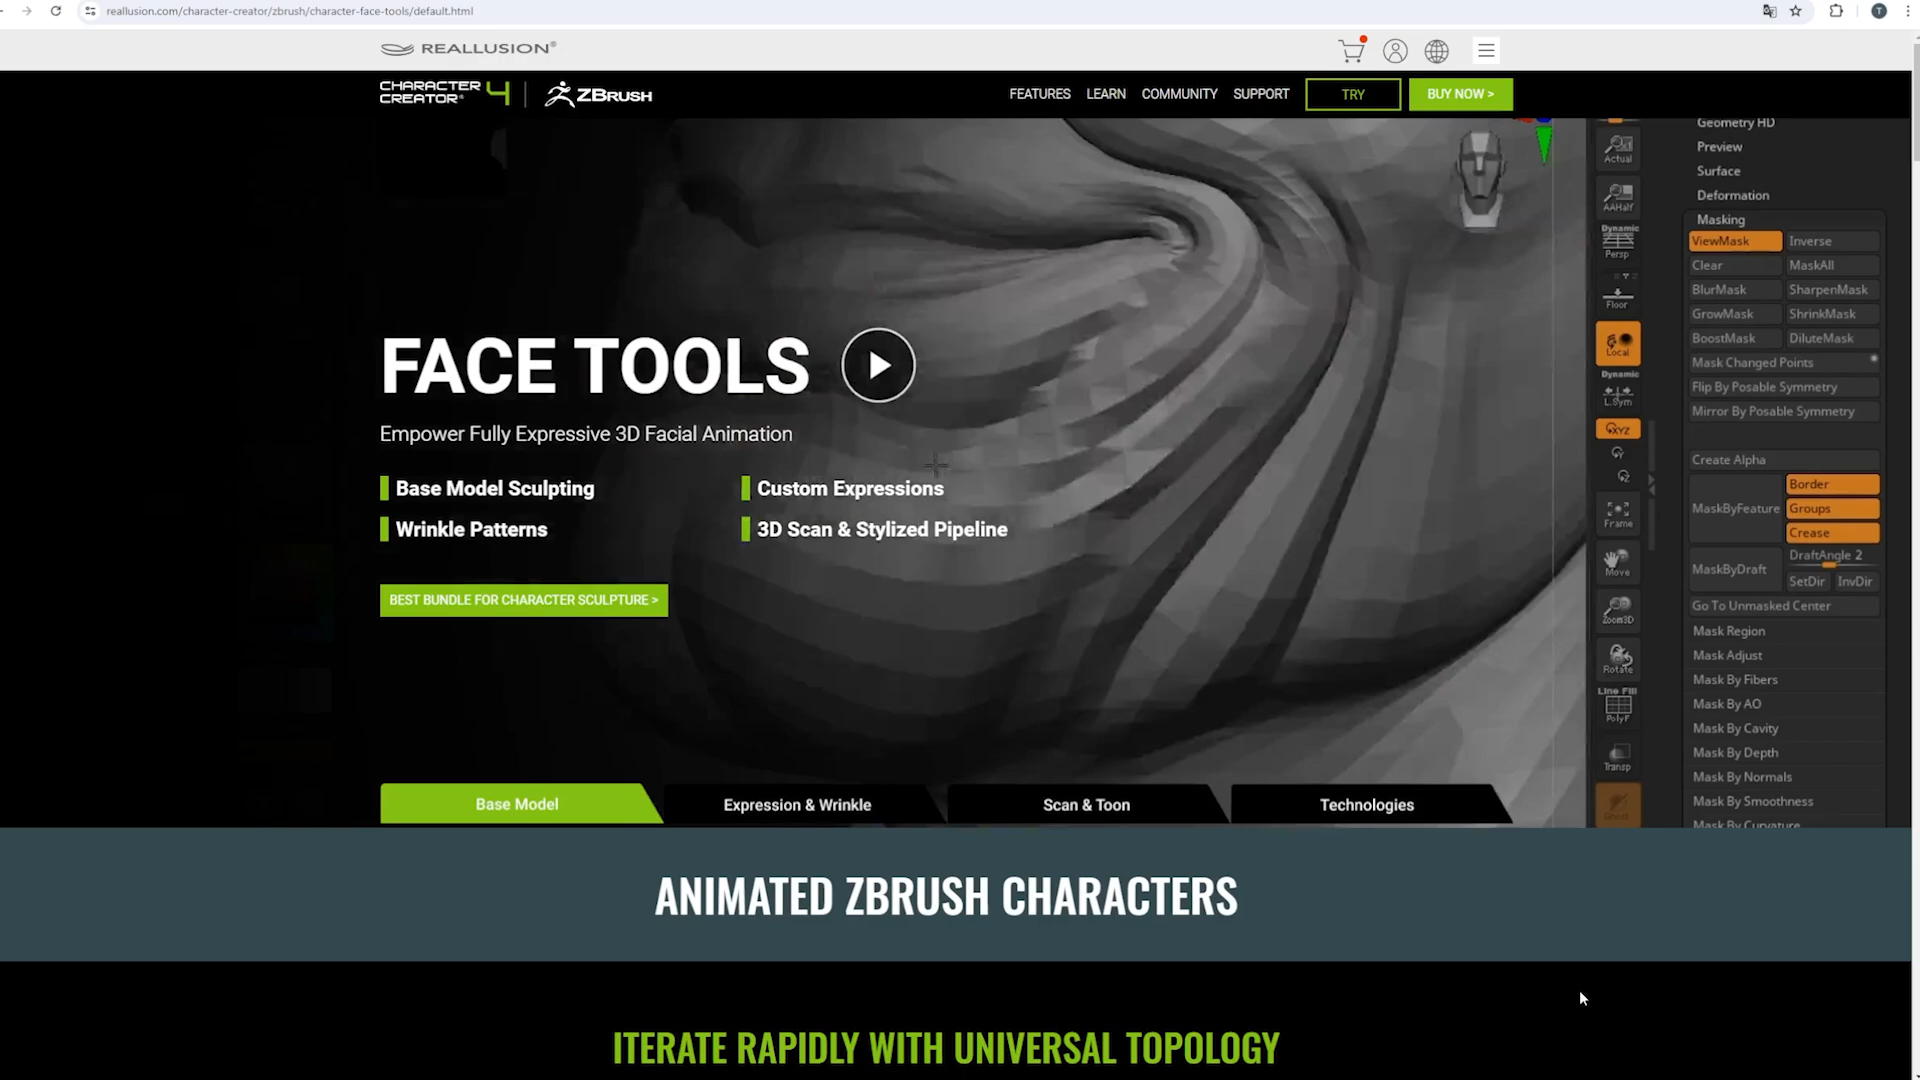 reallusion.com/character-creator/zbrush/character-face-tools/default.html
T
REALLUSION®
CHARACTER CREATOR® 4 | ZBRUSH
FEATURES LEARN COMMUNITY SUPPORT TRY BUY NOW >
FACE TOOLS
Empower Fully Expressive 3D Facial Animation
Base Model Sculpting
Custom Expressions
Wrinkle Patterns
3D Scan & Stylized Pipeline
BEST BUNDLE FOR CHARACTER SCULPTURE >
Actual
AAHalf
Dynamic
Persp
Floor
Local
Dynamic
L.Sym
XYZ
Frame
Move
Zoom3D
Rotate
Line Fill
PolyF
Transp
Ghost
Geometry HD
Preview
Surface
Deformation
Masking
ViewMask Inverse
Clear MaskAll
BlurMask SharpenMask
GrowMask ShrinkMask
BoostMask DiluteMask
Mask Changed Points
Flip By Posable Symmetry
Mirror By Posable Symmetry
Create Alpha
Border
MaskByFeature Groups
Crease
DraftAngle 2
MaskByDraft
SetDir InvDir
Go To Unmasked Center
Mask Region
Mask Adjust
Mask By Fibers
Mask By AO
Mask By Cavity
Mask By Depth
Mask By Normals
Mask By Smoothness
Mask By Curvature
Base Model Expression & Wrinkle Scan & Toon Technologies
ANIMATED ZBRUSH CHARACTERS
ITERATE RAPIDLY WITH UNIVERSAL TOPOLOGY